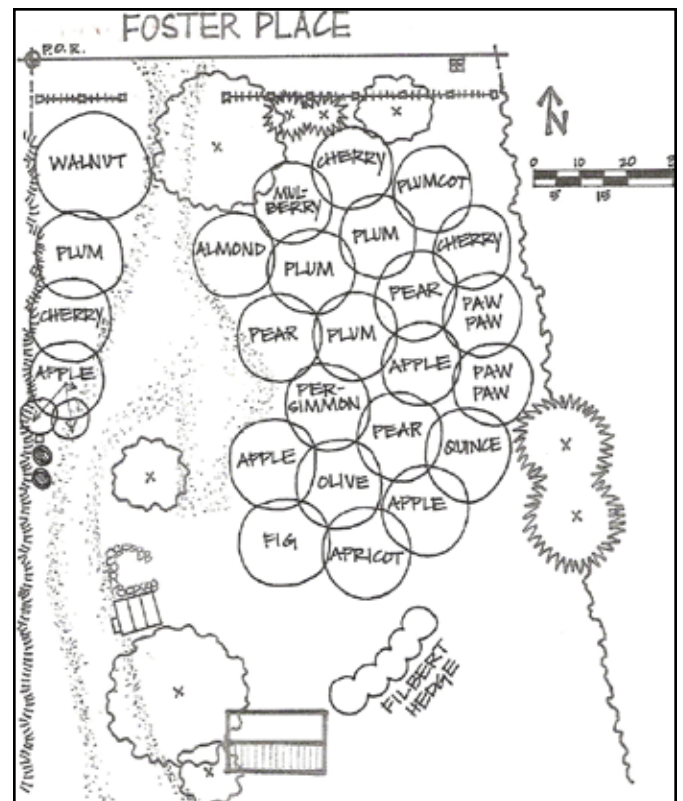 FOSTER PLACE
P.O.R.
N
0 10 20
5 15
WALNUT
CHERRY
MUL-
BERRY
PLUMCOT
PLUM
ALMOND
PLUM
PLUM
CHERRY
CHERRY
PEAR
PLUM
PEAR
PAW
PAW
APPLE
PER-
SIMMON
APPLE
PAW
PAW
APPLE
OLIVE
PEAR
QUINCE
FIG
APRICOT
APPLE
FILBERT
HEDGE